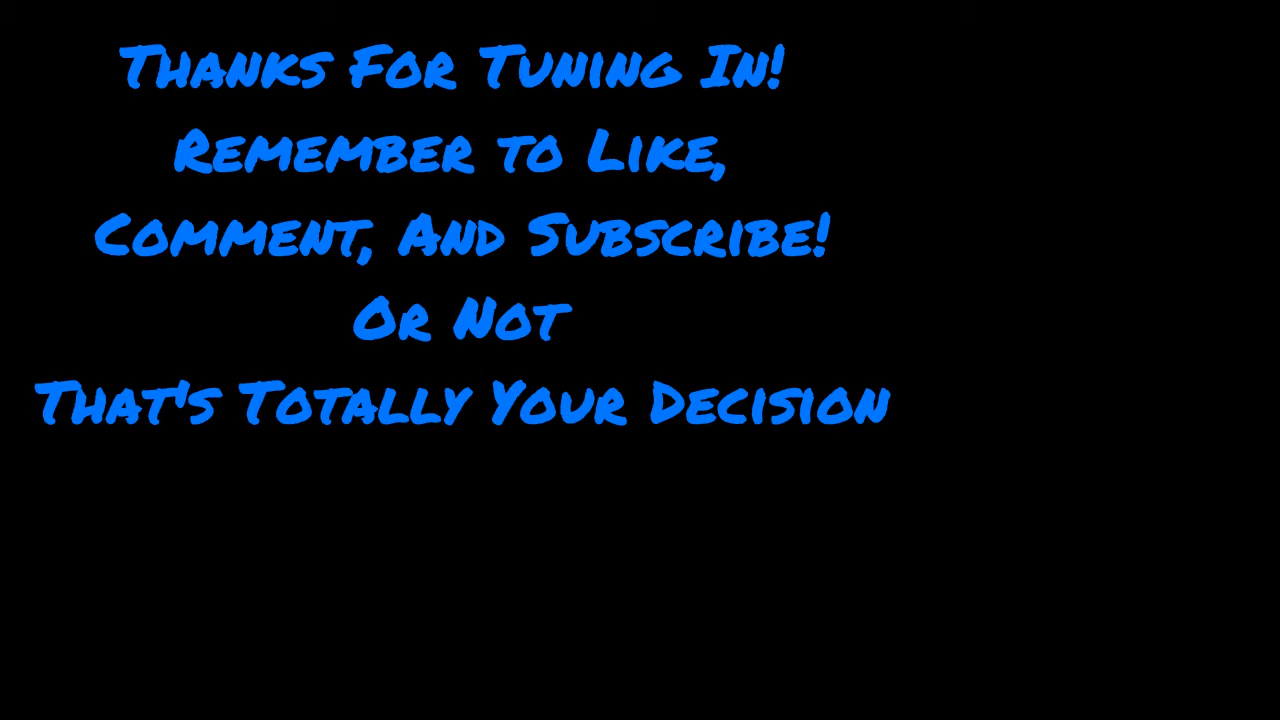 Thanks For Tuning In!
Remember to Like,
Comment, And Subscribe!
Or Not
That's Totally Your Decision